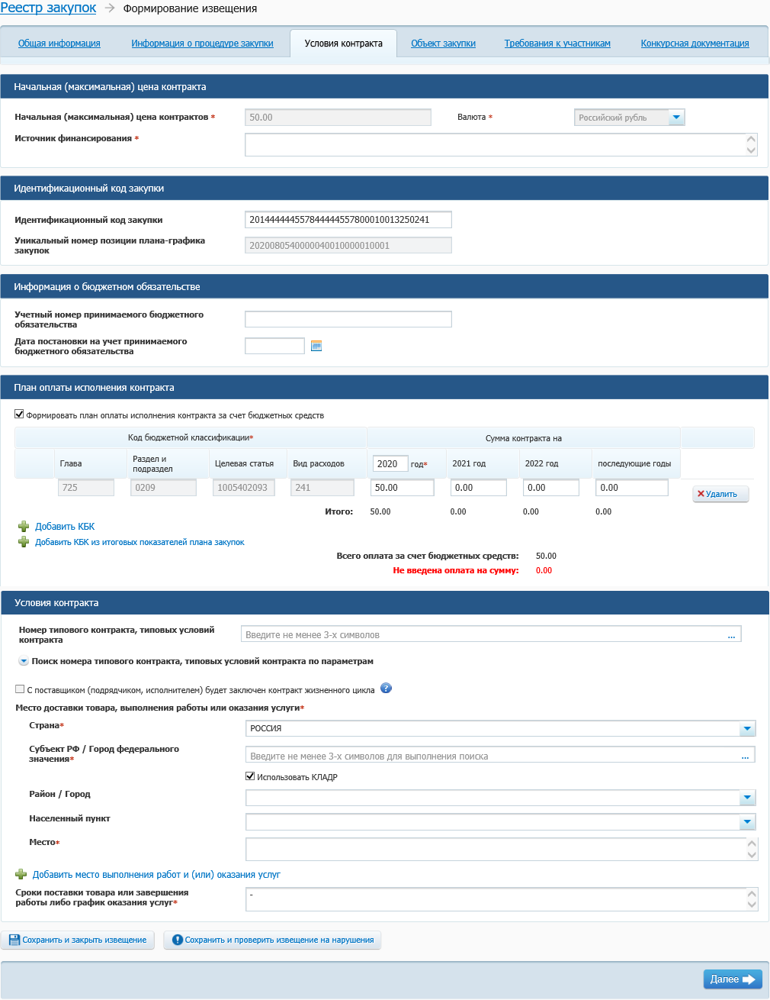 Реестр закупок → Формирование извещения
Общая информация Информация о процедуре закупки Условия контракта Объект закупки Требования к участникам Конкурсная документация
Начальная (максимальная) цена контракта
Начальная (максимальная) цена контрактов * 50.00 Валюта * Российский рубль
Источник финансирования *
Идентификационный код закупки
Идентификационный код закупки 201444444557844444557800010013250241
Уникальный номер позиции плана-графика
закупок 2020080540000040010000010001
Информация о бюджетном обязательстве
Учетный номер принимаемого бюджетного
обязательства
Дата постановки на учет принимаемого
бюджетного обязательства
План оплаты исполнения контракта
Формировать план оплаты исполнения контракта за счет бюджетных средств
Код бюджетной классификации* Сумма контракта на
Глава Раздел и подраздел Целевая статья Вид расходов 2020 год* 2021 год 2022 год последующие годы
725 0209 1005402093 241 50.00 0.00 0.00 0.00 Удалить
Итого: 50.00 0.00 0.00 0.00
Добавить КБК
Добавить КБК из итоговых показателей плана закупок
Всего оплата за счет бюджетных средств: 50.00
Не введена оплата на сумму: 0.00
Условия контракта
Номер типового контракта, типовых условий
контракта Введите не менее 3-х символов ...
Поиск номера типового контракта, типовых условий контракта по параметрам
С поставщиком (подрядчиком, исполнителем) будет заключен контракт жизненного цикла ?
Место доставки товара, выполнения работы или оказания услуги*
Страна* РОССИЯ
Субъект РФ / Город федерального
значения* Введите не менее 3-х символов для выполнения поиска ...
Использовать КЛАДР
Район / Город
Населенный пункт
Место*
Добавить место выполнения работ и (или) оказания услуг
Сроки поставки товара или завершения
работы либо график оказания услуг* -
Сохранить и закрыть извещение Сохранить и проверить извещение на нарушения
Далее